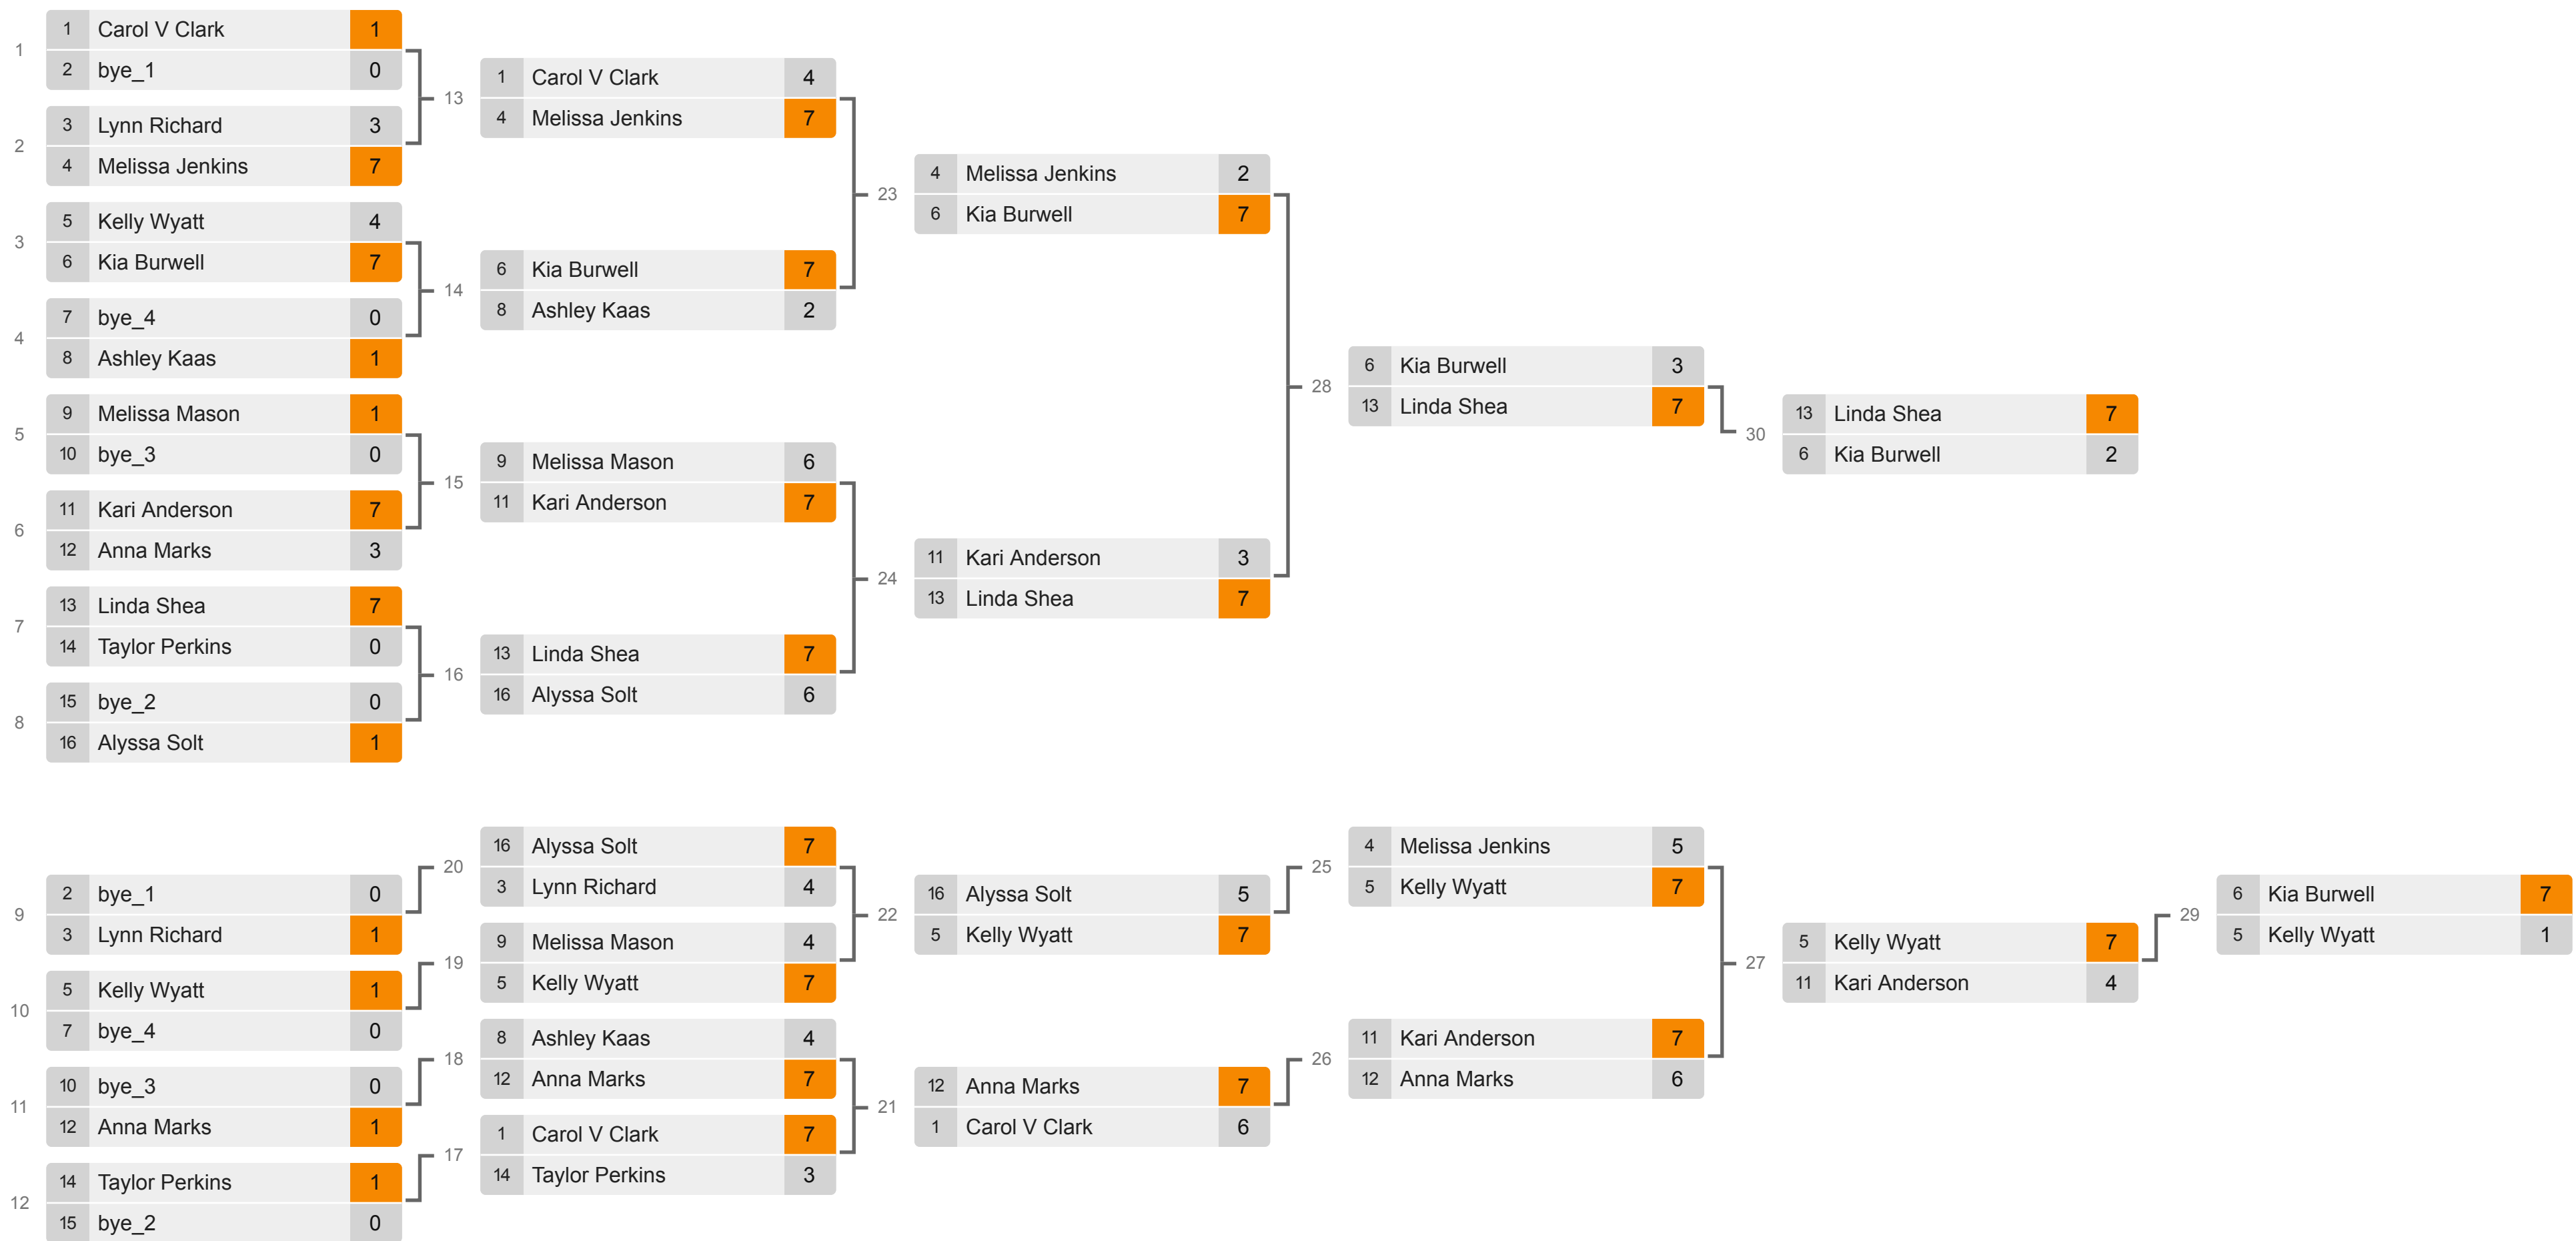 1 1 Carol V Clark 1
2 bye_1 0
2 3 Lynn Richard 3
4 Melissa Jenkins 7
3 5 Kelly Wyatt 4
6 Kia Burwell 7
4 7 bye_4 0
8 Ashley Kaas 1
5 9 Melissa Mason 1
10 bye_3 0
6 11 Kari Anderson 7
12 Anna Marks 3
7 13 Linda Shea 7
14 Taylor Perkins 0
8 15 bye_2 0
16 Alyssa Solt 1
13 1 Carol V Clark 4
4 Melissa Jenkins 7
14 6 Kia Burwell 7
8 Ashley Kaas 2
15 9 Melissa Mason 6
11 Kari Anderson 7
16 13 Linda Shea 7
16 Alyssa Solt 6
23 4 Melissa Jenkins 2
6 Kia Burwell 7
24 11 Kari Anderson 3
13 Linda Shea 7
28 6 Kia Burwell 3
13 Linda Shea 7
30 13 Linda Shea 7
6 Kia Burwell 2
9 2 bye_1 0
3 Lynn Richard 1
10 5 Kelly Wyatt 1
7 bye_4 0
11 10 bye_3 0
12 Anna Marks 1
12 14 Taylor Perkins 1
15 bye_2 0
20 16 Alyssa Solt 7
3 Lynn Richard 4
19 9 Melissa Mason 4
5 Kelly Wyatt 7
18 8 Ashley Kaas 4
12 Anna Marks 7
17 1 Carol V Clark 7
14 Taylor Perkins 3
22 16 Alyssa Solt 5
5 Kelly Wyatt 7
21 12 Anna Marks 7
1 Carol V Clark 6
25 4 Melissa Jenkins 5
5 Kelly Wyatt 7
26 11 Kari Anderson 7
12 Anna Marks 6
27 5 Kelly Wyatt 7
11 Kari Anderson 4
29 6 Kia Burwell 7
5 Kelly Wyatt 1